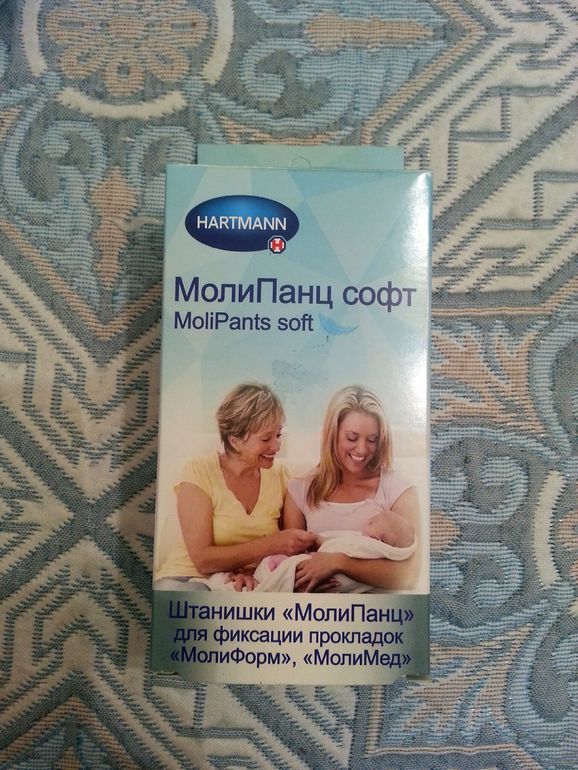 HARTMANN
МолиПанц софт
MoliPants soft
Штанишки «МолиПанц»
для фиксации прокладок
«МолиФорм», «МолиМед»